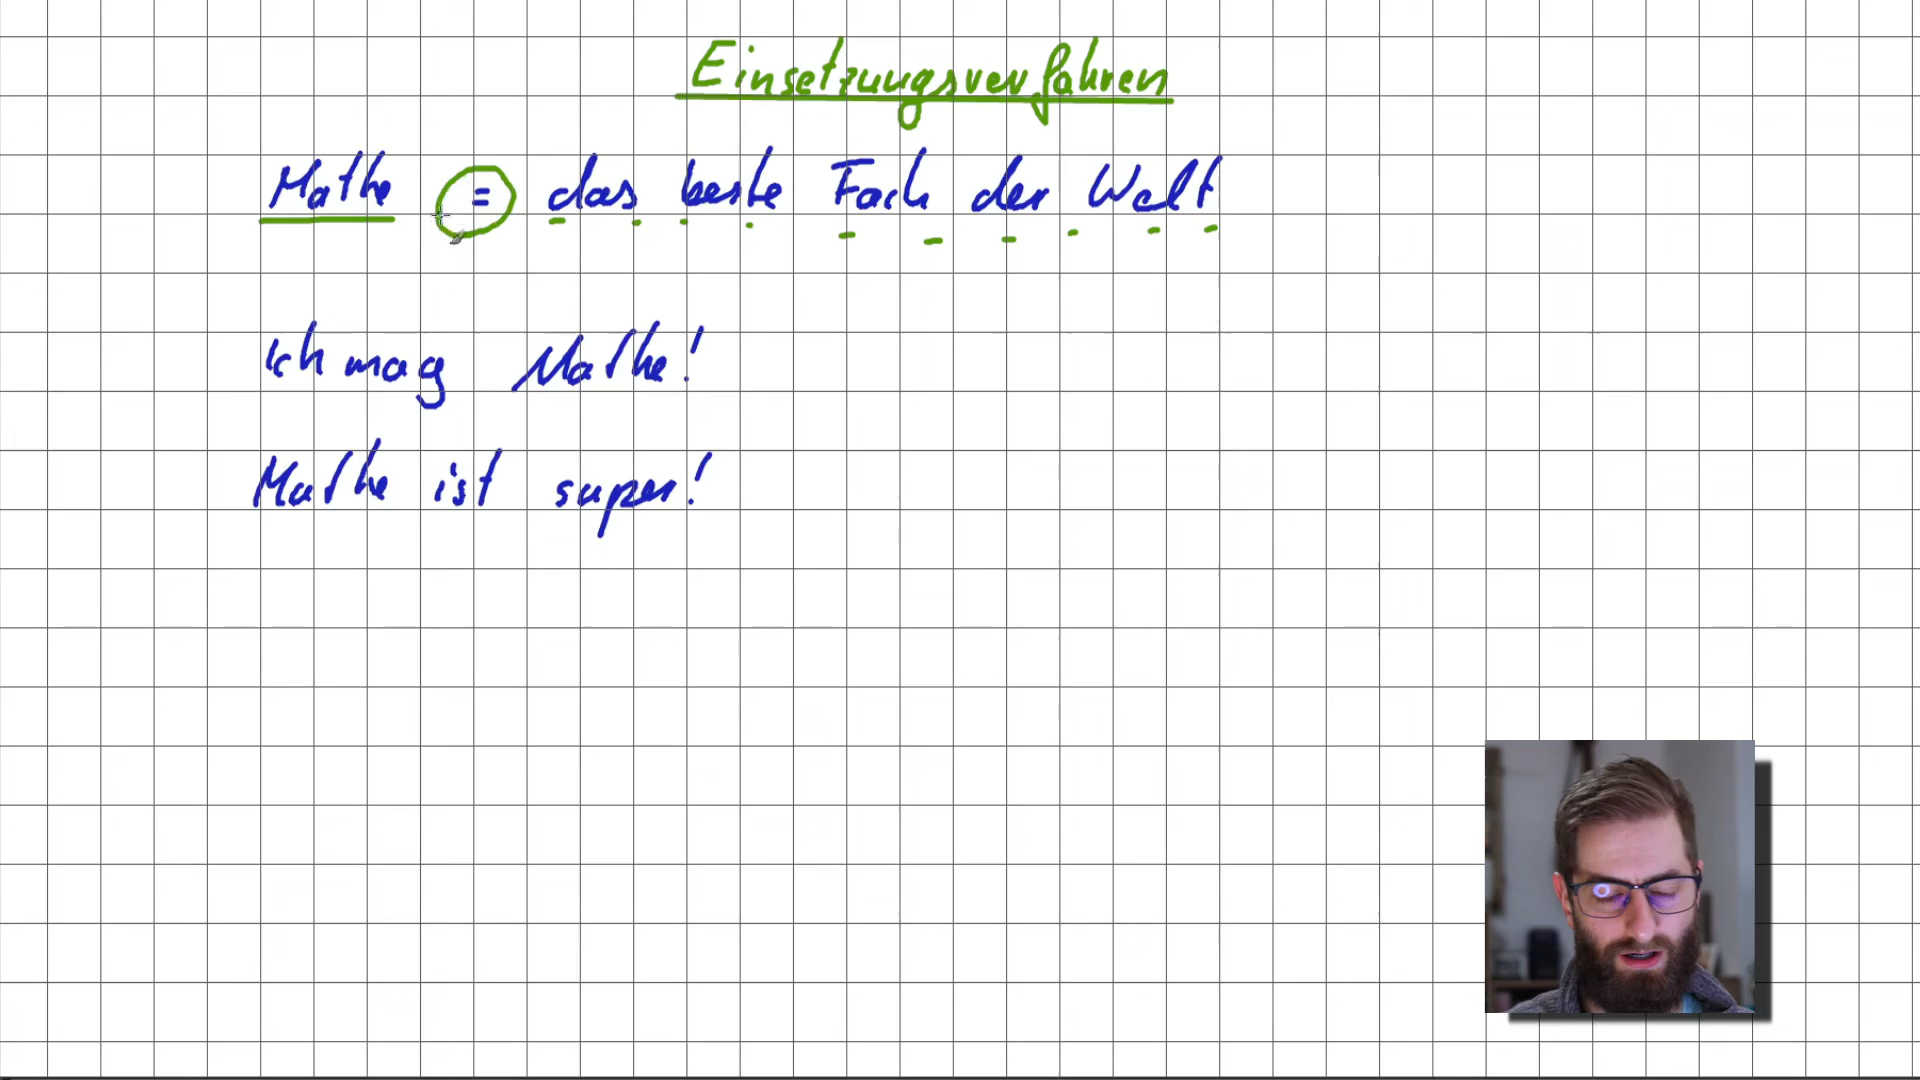 Einsetzungsverfahren
Mathe = das beste Fach der Welt
Ich mag Mathe!
Mathe ist super!